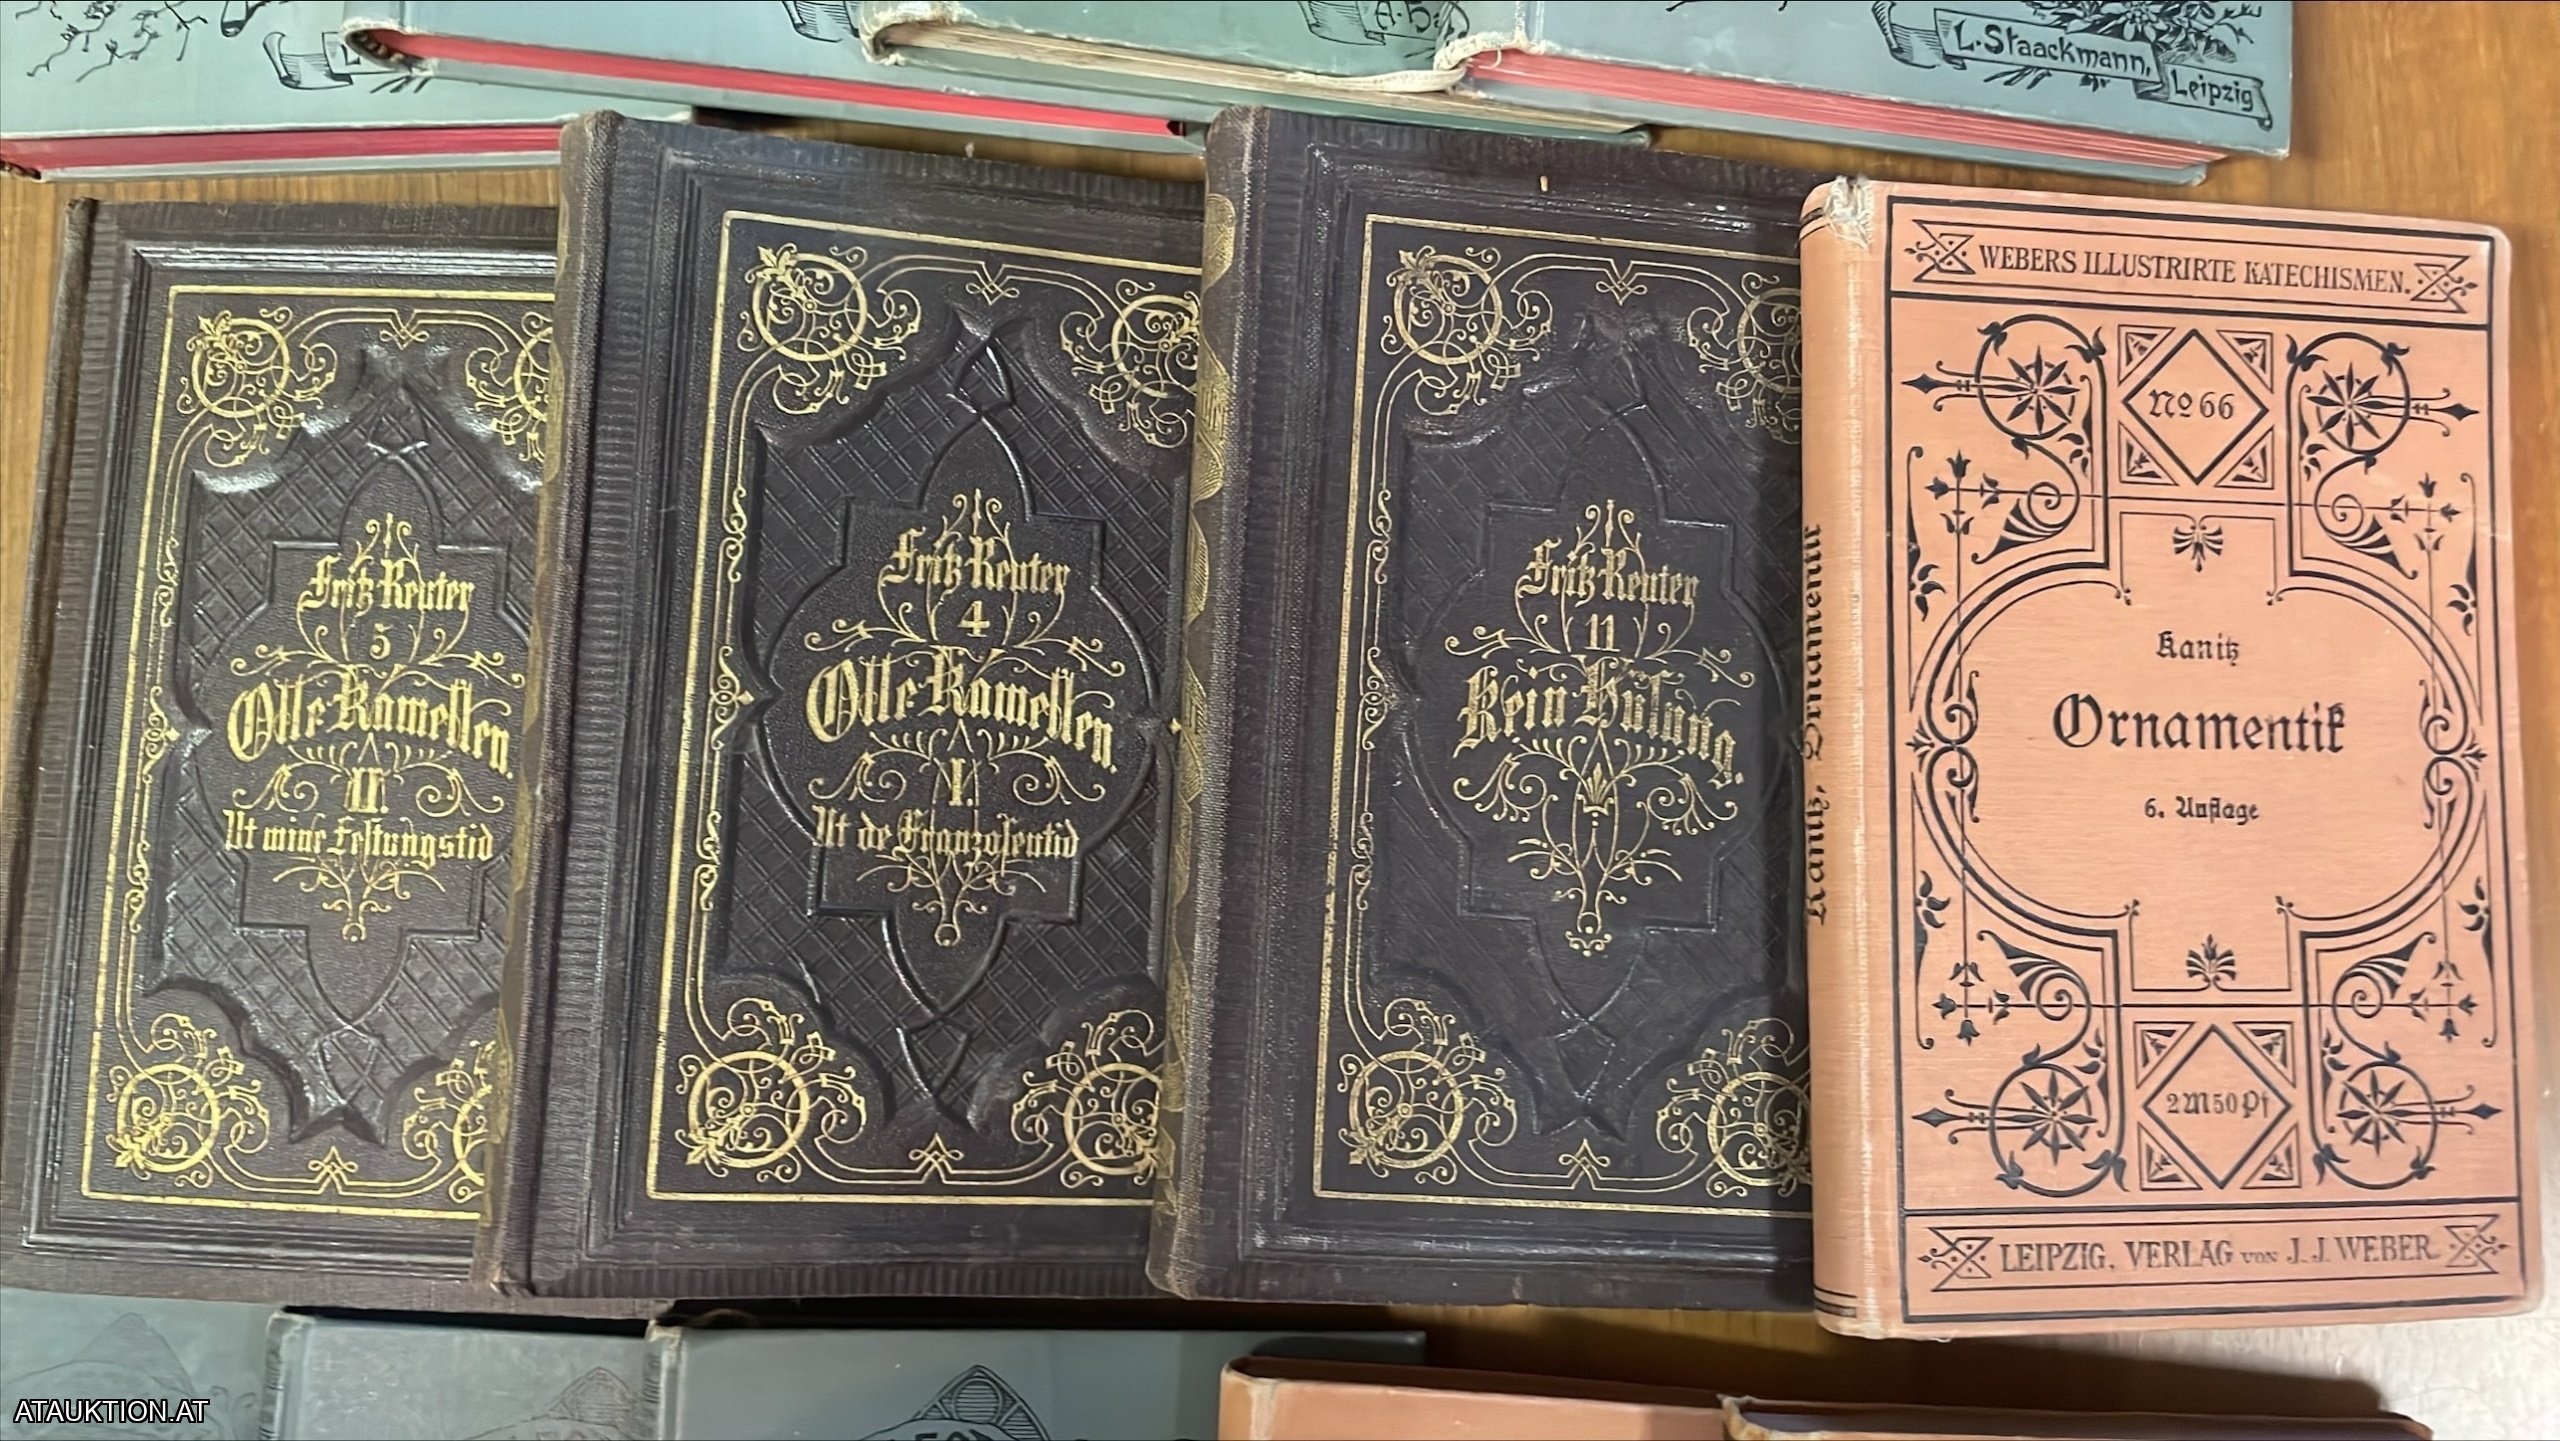 L. Staackmann,
Leipzig
Fritz Reuter
5
Olle Kamellen.
II.
Ut mine Festungstid
Fritz Reuter
4
Olle Kamellen.
I.
Ut de Franzosentid
Fritz Reuter
11
Kein Hüsung.
Kanitz, Ornamentik
WEBERS ILLUSTRIRTE KATECHISMEN.
No 66
Kanitz
Ornamentik
6. Auflage
2 M 50 Pf
LEIPZIG, VERLAG VON J. J. WEBER.
ATAUKTION.AT